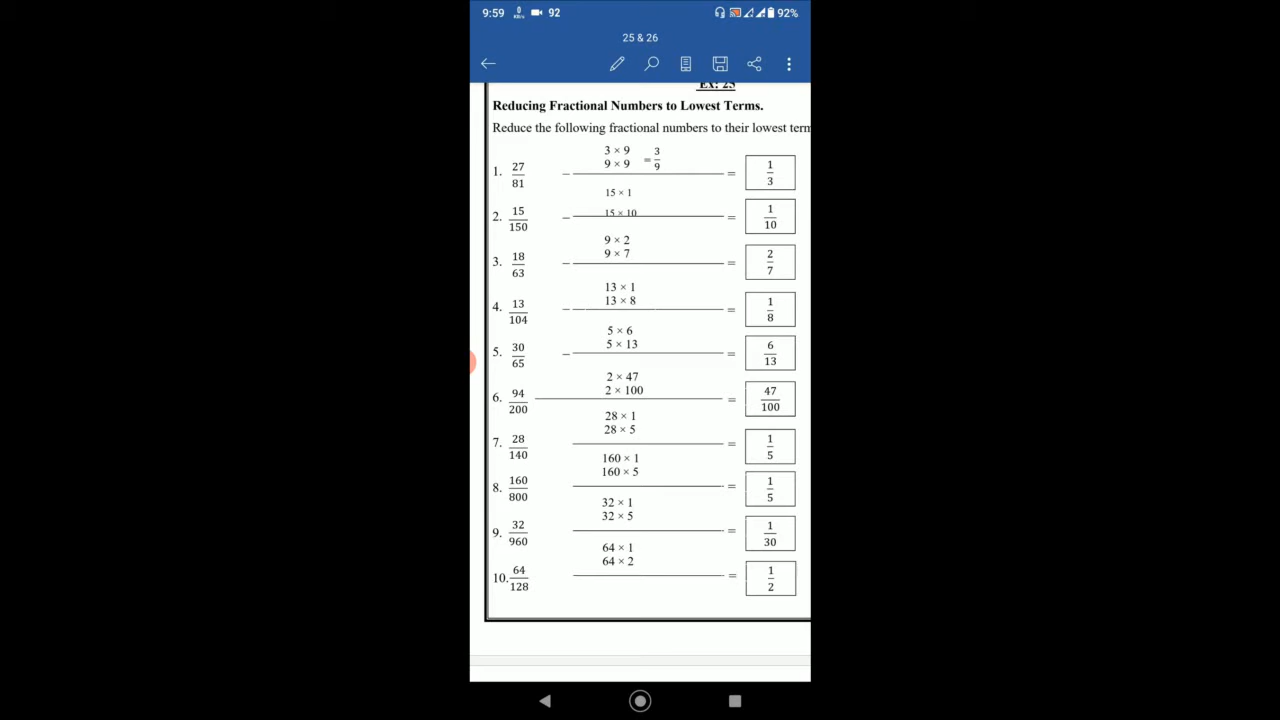 9:59 0 KB/s 92 92%
25 & 26
Ex: 25
Reducing Fractional Numbers to Lowest Terms.
Reduce the following fractional numbers to their lowest term
1. 27/81 – 3 × 9 / 9 × 9 = 3/9 = 1/3
2. 15/150 – 15 × 1 / 15 × 10 = 1/10
3. 18/63 – 9 × 2 / 9 × 7 = 2/7
4. 13/104 – 13 × 1 / 13 × 8 = 1/8
5. 30/65 – 5 × 6 / 5 × 13 = 6/13
6. 94/200 2 × 47 / 2 × 100 = 47/100
7. 28/140 28 × 1 / 28 × 5 = 1/5
8. 160/800 160 × 1 / 160 × 5 = 1/5
9. 32/960 32 × 1 / 32 × 5 = 1/30
10. 64/128 64 × 1 / 64 × 2 = 1/2